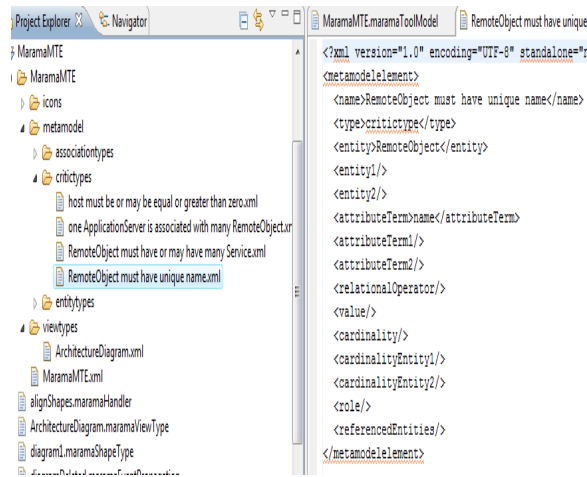 Project Explorer
Navigator
MaramaMTE
MaramaMTE
icons
metamodel
associationtypes
critictypes
host must be or may be equal or greater than zero.xml
one ApplicationServer is associated with many RemoteObject.xr
RemoteObject must have or may have many Service.xml
RemoteObject must have unique name.xml
entitytypes
viewtypes
ArchitectureDiagram.xml
MaramaMTE.xml
alignShapes.maramaHandler
ArchitectureDiagram.maramaViewType
diagram1.maramaShapeType
MaramaMTE.maramaToolModel
RemoteObject must have unique
<?xml version="1.0" encoding="UTF-8" standalone="n
<metamodelelement>
<name>RemoteObject must have unique name</name>
<type>critictype</type>
<entity>RemoteObject</entity>
<entity1/>
<entity2/>
<attributeTerm>name</attributeTerm>
<attributeTerm1/>
<attributeTerm2/>
<relationalOperator/>
<value/>
<cardinality/>
<cardinalityEntity1/>
<cardinalityEntity2/>
<role/>
<referencedEntities/>
</metamodelelement>